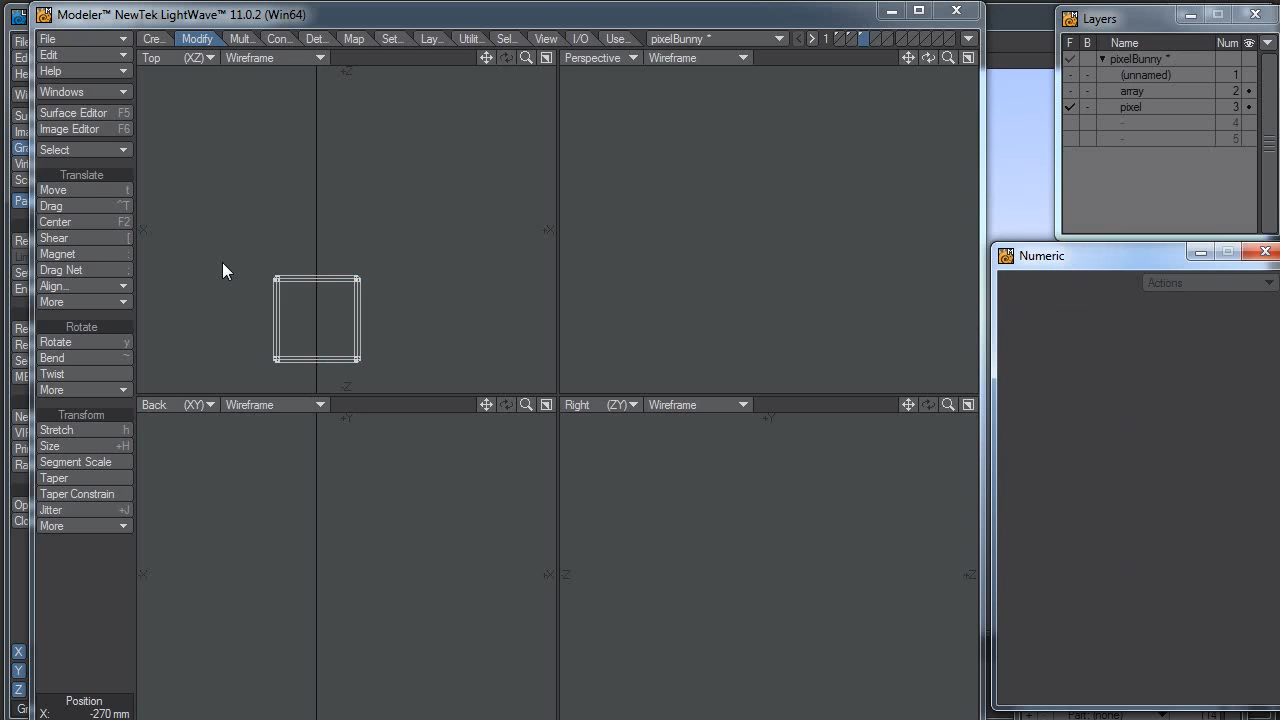 Modeler™ NewTek LightWave™ 11.0.2 (Win64)
Layers
File
Cre... Modify Mult... Con... Det... Map Set... Lay... Utilit Sel... View I/O Use... pixelBunny * 1
F B Name Num
Edit
Top (XZ) Wireframe
Perspective Wireframe
pixelBunny *
Help
+Z
(unnamed) 1
Windows
array 2
pixel 3
- 4
- 5
Surface Editor F5
Image Editor F6
Select
Translate
Move t
Drag ^T
Center F2
Shear [
Magnet :
Drag Net ;
Align...
More
-X +X
Numeric
Actions
Rotate
Rotate y
Bend ~
Twist
More
-Z
Transform
Back (XY) Wireframe
Right (ZY) Wireframe
+Y
+Y
Stretch h
Size +H
Segment Scale
Taper
Taper Constrain
Jitter +J
More
-X +X
-Z +Z
X
Y
Z
Position
X: -270 mm
Gr